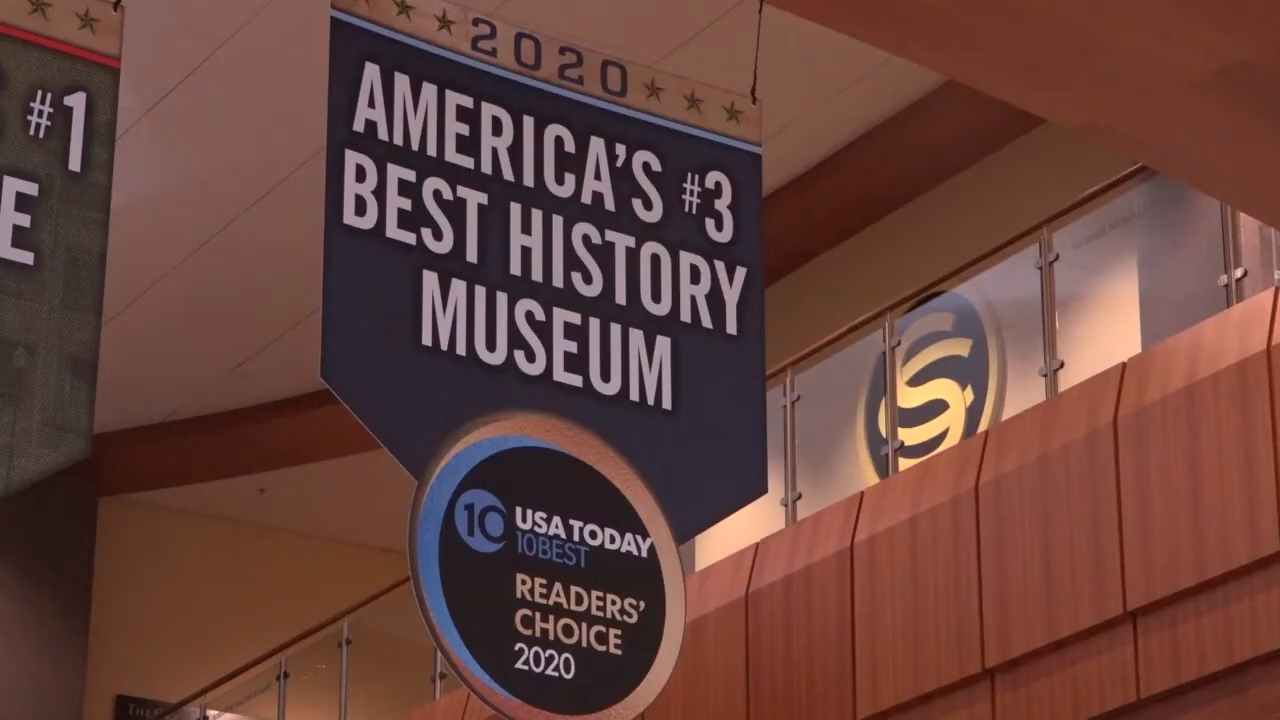 #1
E
2020
AMERICA'S #3
BEST HISTORY
MUSEUM
10
USA TODAY
10BEST
READERS'
CHOICE
2020